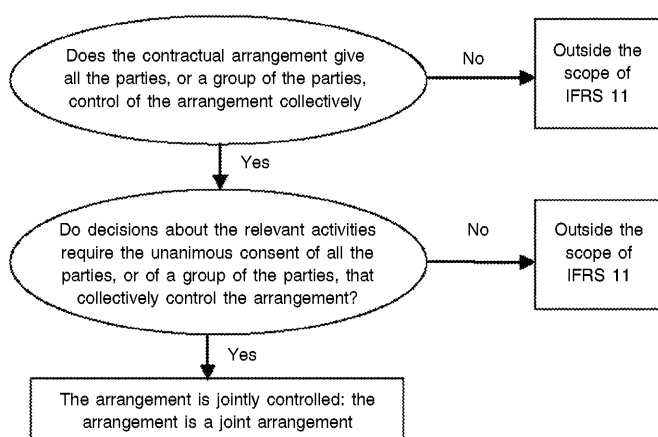 Does the contractual arrangement give
all the parties, or a group of the parties,
control of the arrangement collectively
No
Outside the
scope of
IFRS 11
Yes
Do decisions about the relevant activities
require the unanimous consent of all the
parties, or of a group of the parties, that
collectively control the arrangement?
No
Outside the
scope of
IFRS 11
Yes
The arrangement is jointly controlled: the
arrangement is a joint arrangement